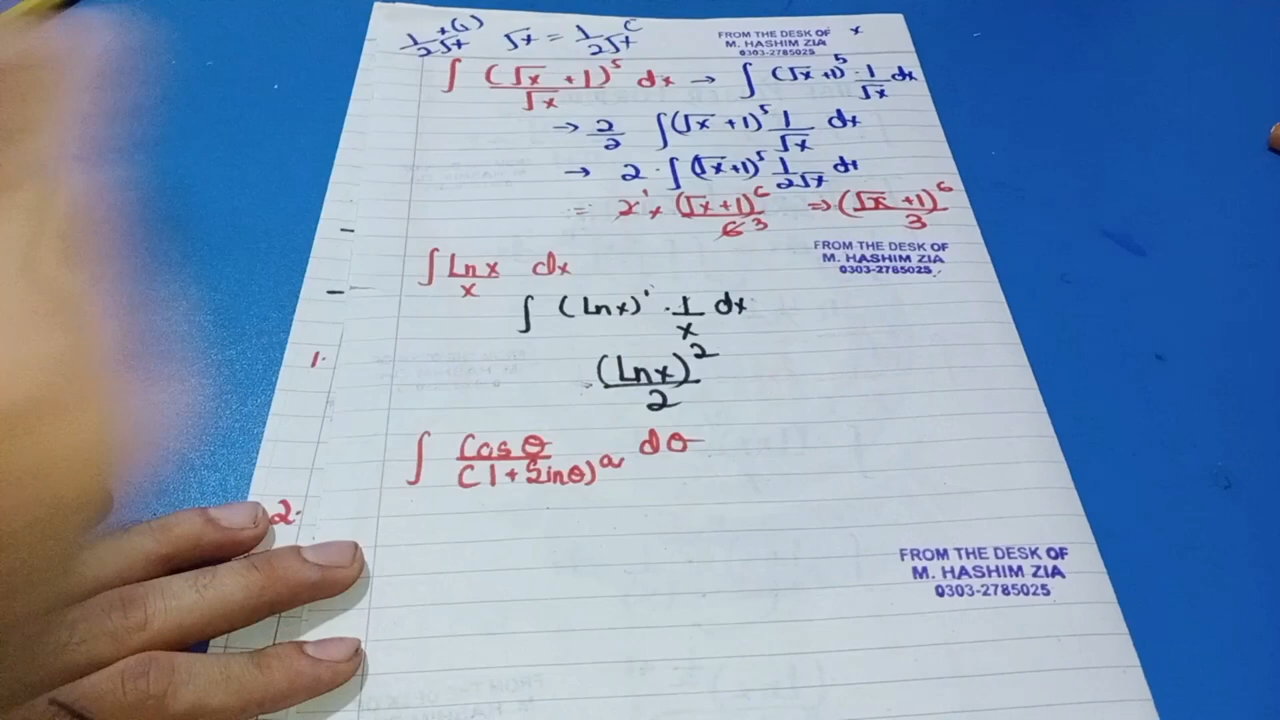 1/2√x √x = 1/2√x
FROM THE DESK OF
M. HASHIM ZIA
0303-2785025
x
∫ (√x + 1)^5/√x dx → ∫ (√x + 1)^5 · 1/√x dx
→ 2/2 ∫(√x + 1)^5 1/√x dx
→ 2 · ∫(√x+1)^5 1/2√x dx
= 2^1 × (√x+1)^6/6 3 ⇒ (√x + 1)^6/3
FROM THE DESK OF
M. HASHIM ZIA
0303-2785025
∫ Lnx/x dx
∫ (Lnx)^1 · 1/x dx
1.
(Lnx)^2/2
∫ Cosθ/(1+Sinθ)^a dθ
2.
FROM THE DESK OF
M. HASHIM ZIA
0303-2785025